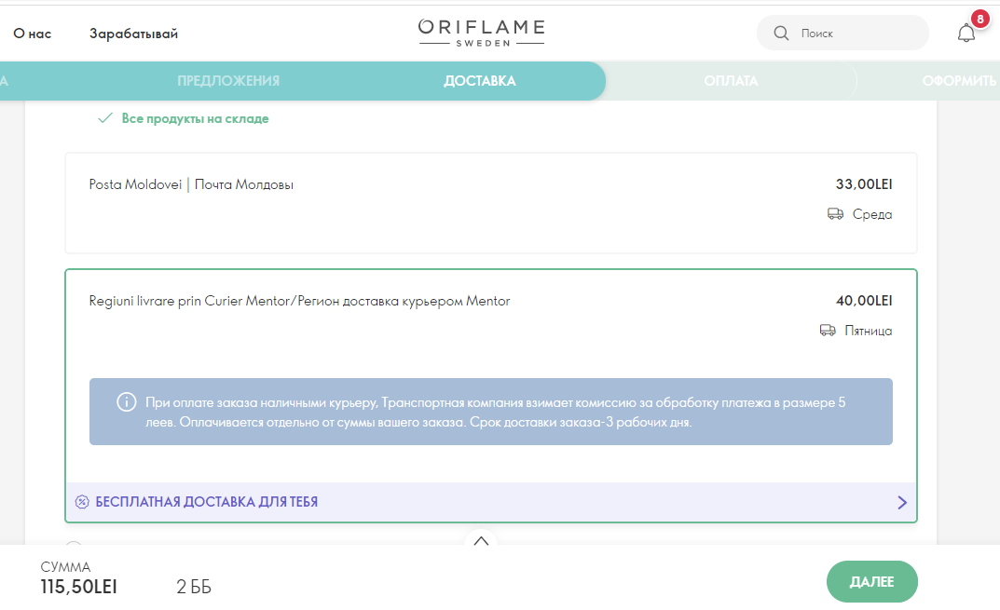 О нас
Зарабатывай
ORIFLAME
SWEDEN
Поиск
8
А
ПРЕДЛОЖЕНИЯ
ДОСТАВКА
ОПЛАТА
ОФОРМИТЬ
Все продукты на складе
Posta Moldovei | Почта Молдовы
33,00LEI
Среда
Regiuni livrare prin Curier Mentor/Регион доставка курьером Mentor
40,00LEI
Пятница
При оплате заказа наличными курьеру, Транспортная компания взимает комиссию за обработку платежа в размере 5
леев. Оплачивается отдельно от суммы вашего заказа. Срок доставки заказа-3 рабочих дня.
БЕСПЛАТНАЯ ДОСТАВКА ДЛЯ ТЕБЯ
СУММА
115,50LEI
2 ББ
ДАЛЕЕ